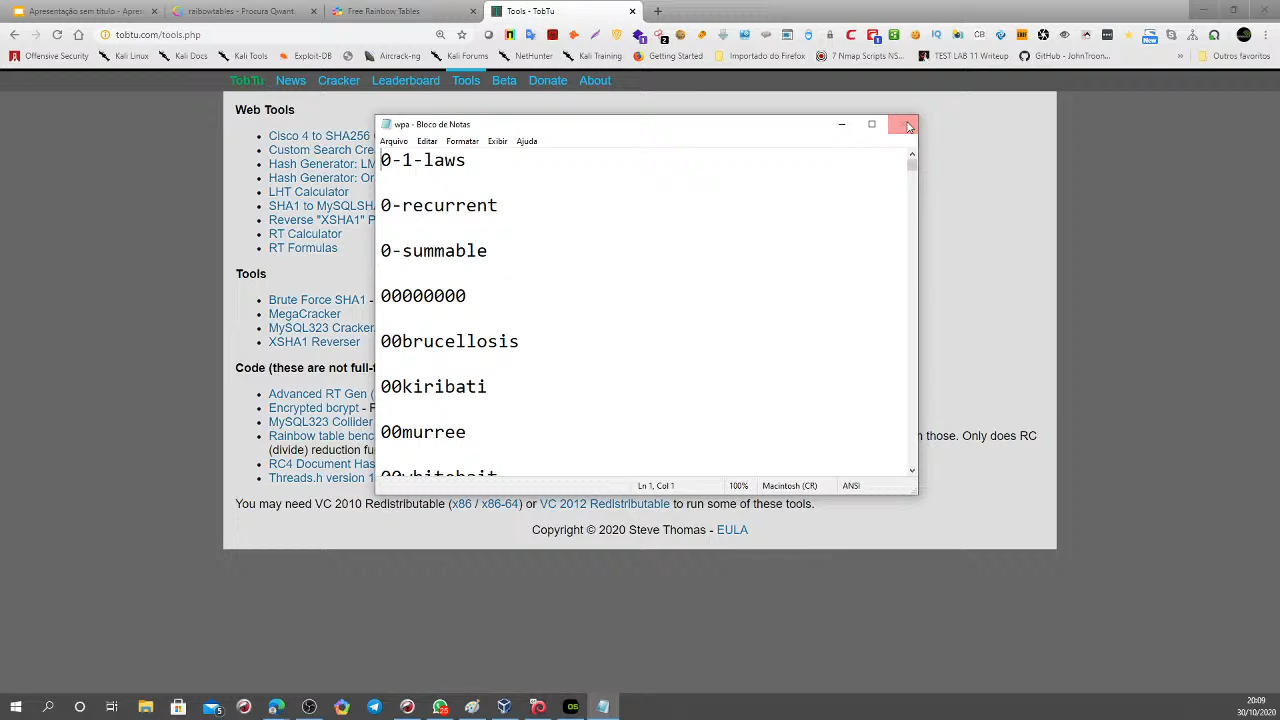 Apresentação sem título - Apres
raibowtables - Procura Qwant
Free Rainbow Tables
Tools - TobTu
tobtu.com/tools.php
Offensive Security
Kali Linux
Kali Docs
Kali Tools
Exploit-DB
Aircrack-ng
Kali Forums
NetHunter
Kali Training
Getting Started
Importado do Firefox
7 Nmap Scripts NS...
TEST LAB 11 Writeup
GitHub - JohnTroon...
Outros favoritos
TobTu News Cracker Leaderboard Tools Beta Donate About
Web Tools
Cisco 4 to SHA256
Custom Search Cre
Hash Generator: LM
Hash Generator: Or
LHT Calculator
SHA1 to MySQLSHA
Reverse "XSHA1" P
RT Calculator
RT Formulas
Tools
Brute Force SHA1 -
MegaCracker
MySQL323 Cracker
XSHA1 Reverser
Code (these are not full-f
Advanced RT Gen (
Encrypted bcrypt - F
MySQL323 Collider
Rainbow table benc
those. Only does RC
(divide) reduction fu
RC4 Document Has
Threads.h version 1
You may need VC 2010 Redistributable (x86 / x86-64) or VC 2012 Redistributable to run some of these tools.
Copyright © 2020 Steve Thomas - EULA
wpa - Bloco de Notas
Arquivo Editar Formatar Exibir Ajuda
0-1-laws
0-recurrent
0-summable
00000000
00brucellosis
00kiribati
00murree
00whitebait
Ln 1, Col 1
100%
Macintosh (CR)
ANSI
20:09
30/10/2020